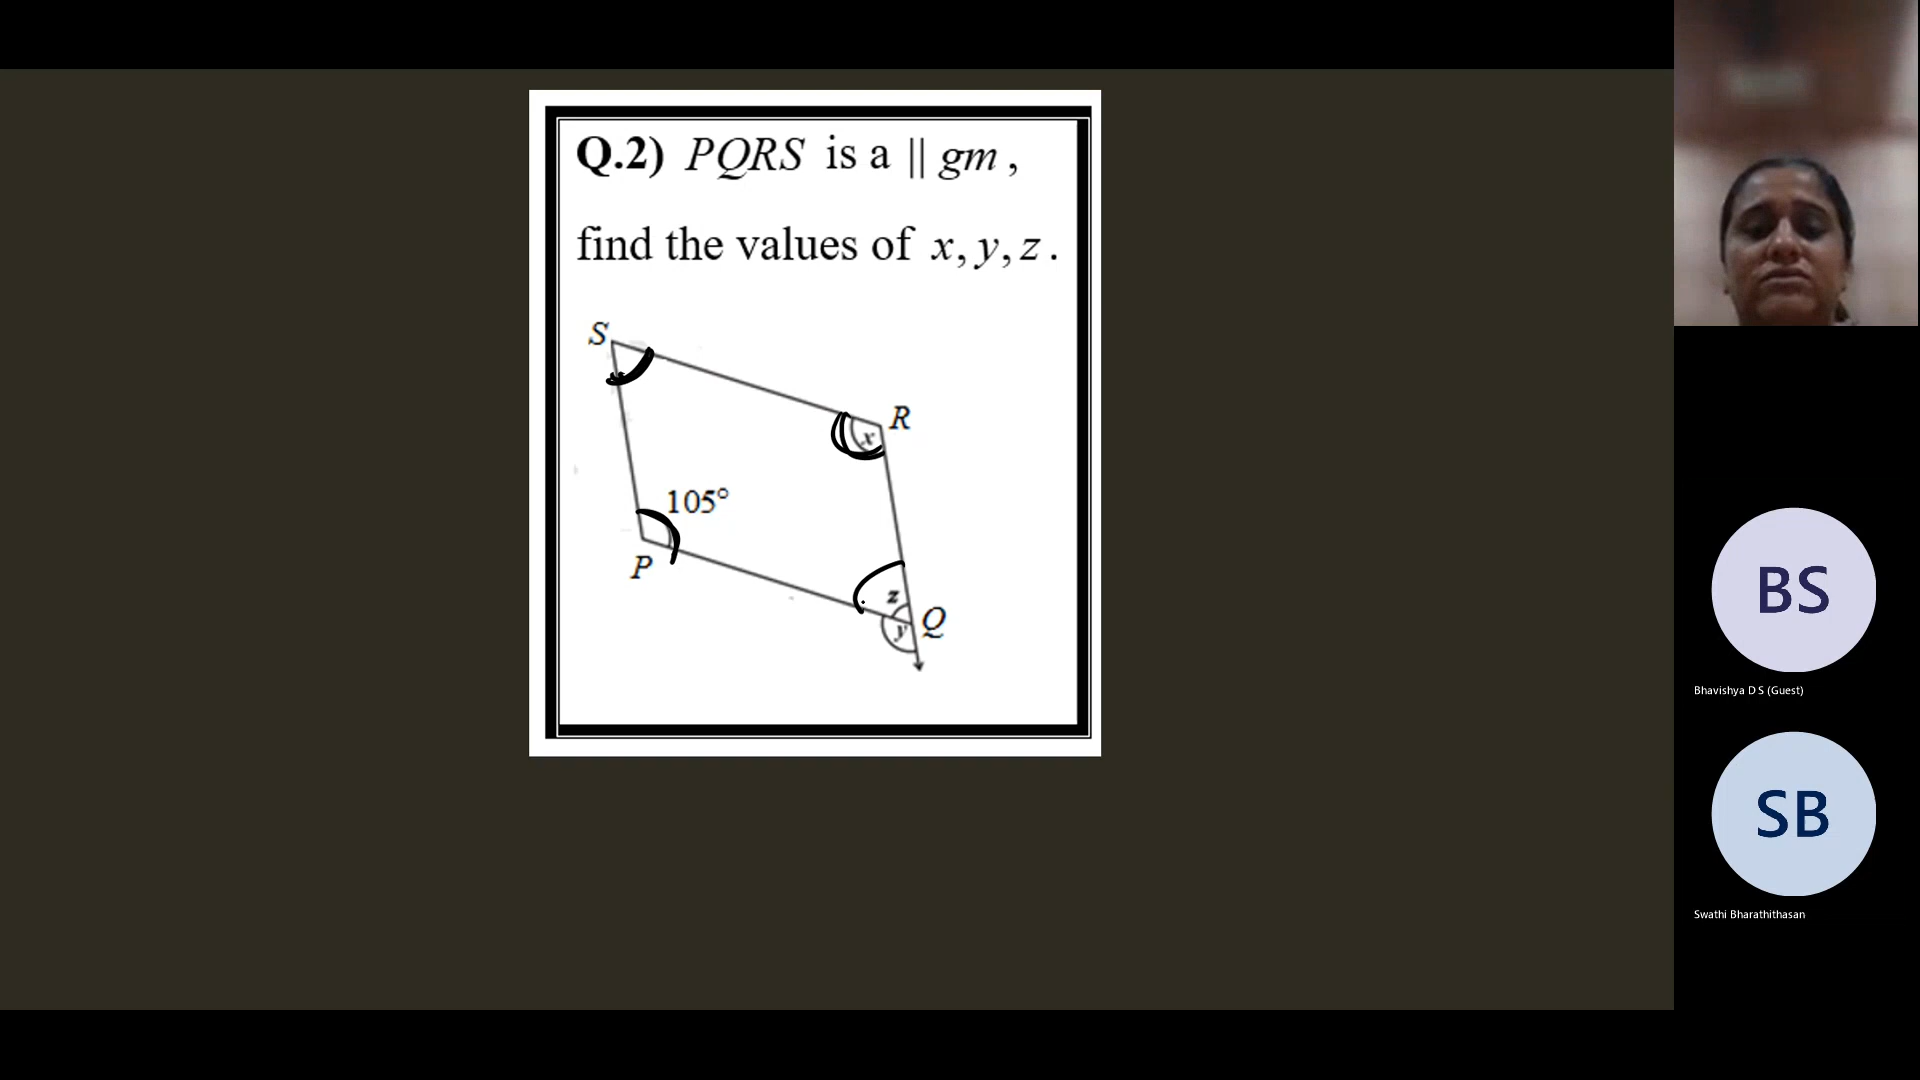 Q.2) PQRS is a || gm ,
find the values of x, y, z .
S
R
x
105°
P
z
Q
y
BS
Bhavishya D S (Guest)
SB
Swathi Bharathithasan